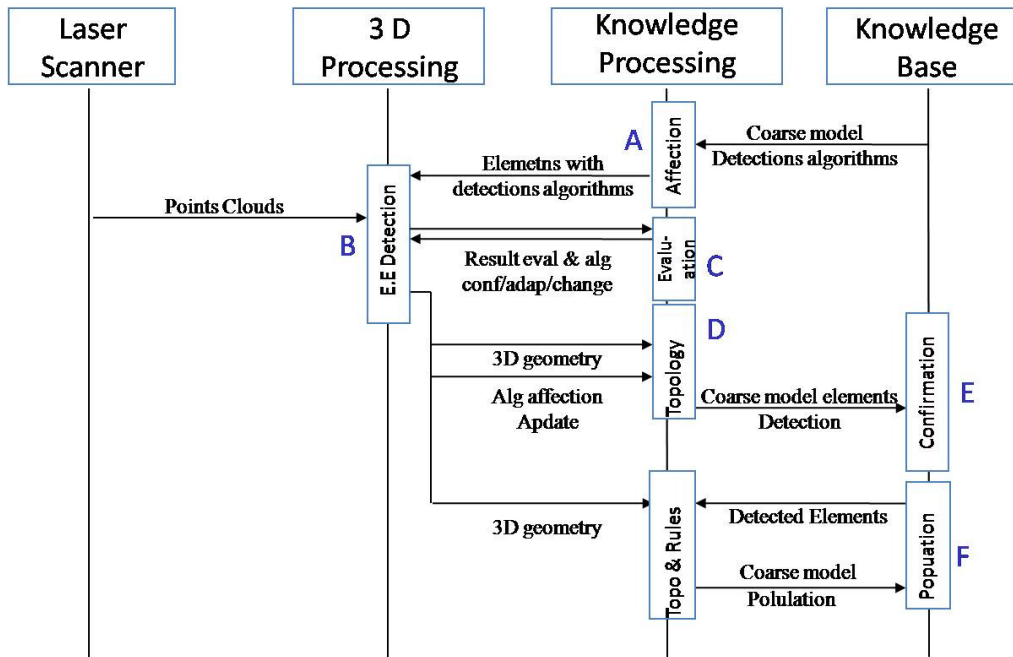 Laser
Scanner
3 D
Processing
Knowledge
Processing
Knowledge
Base
A
Affection
Coarse model
Detections algorithms
Elemetns with
detections algorithms
Points Clouds
B
E.E Detection
Evalu-
ation
C
Result eval & alg
conf/adap/change
D
Topology
3D geometry
Alg affection
Apdate
Coarse model elements
Detection
Confirmation
E
3D geometry
Topo & Rules
Detected Elements
Popuation
F
Coarse model
Polulation